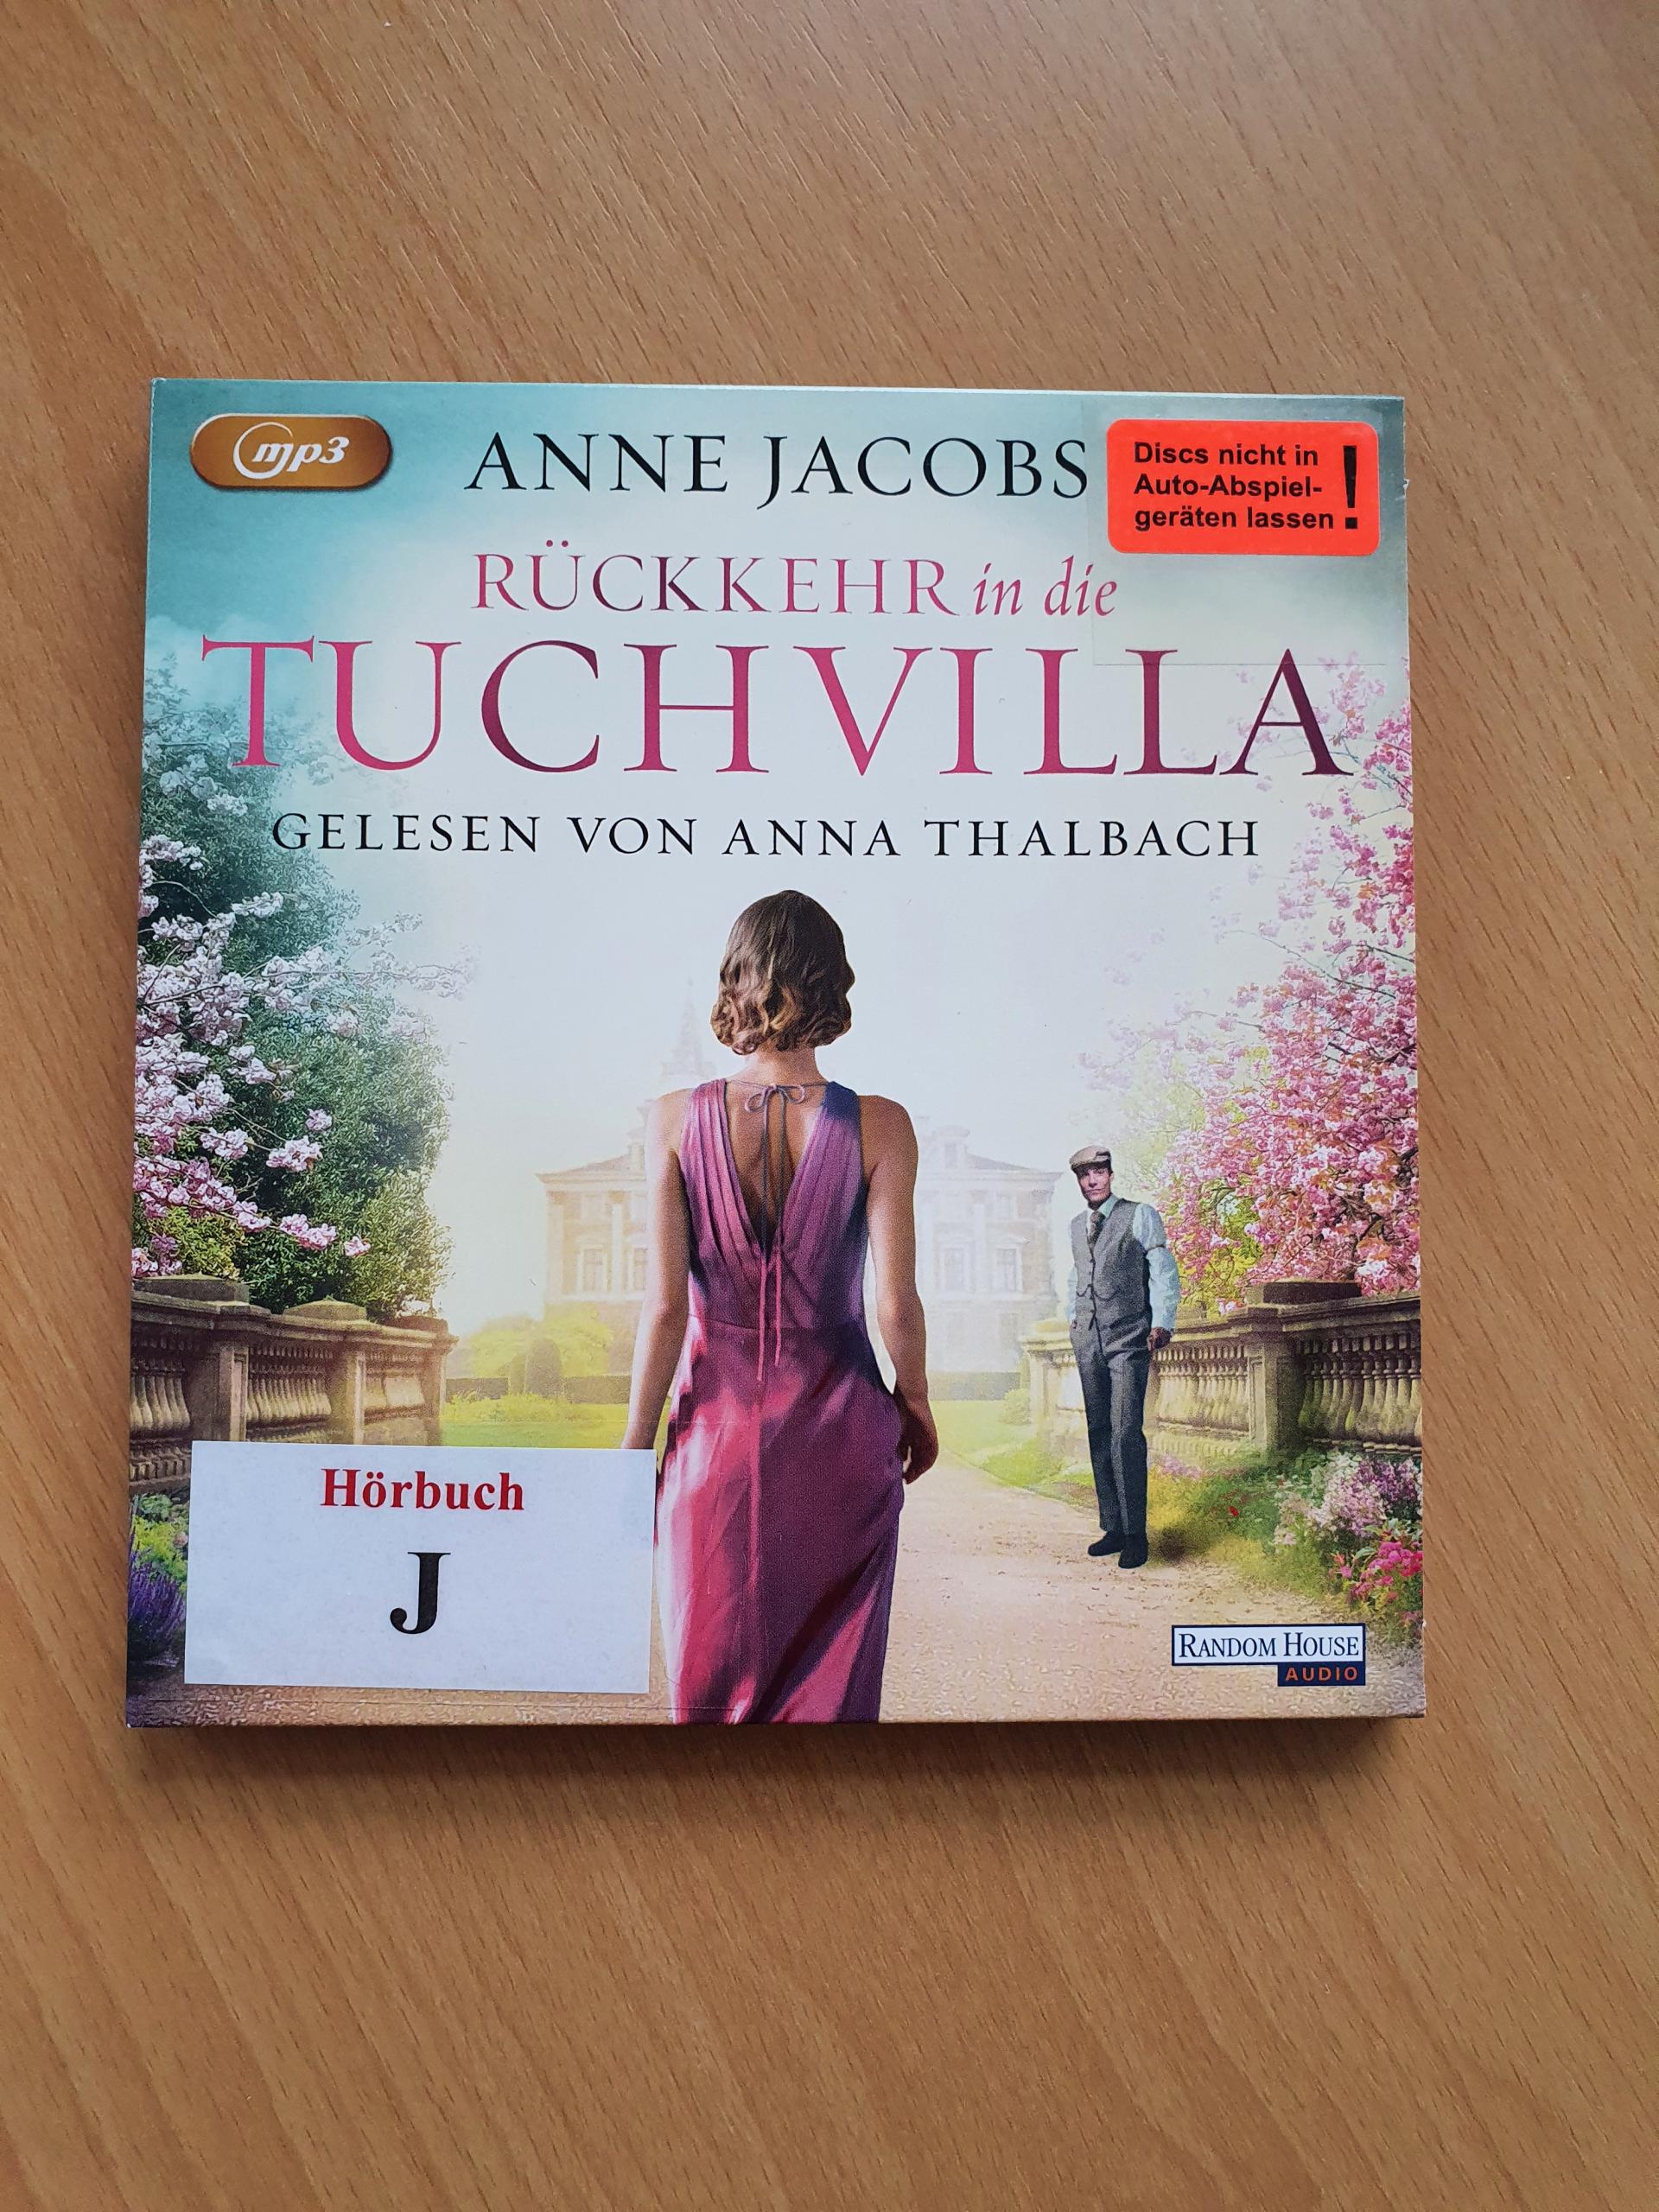 mp3
ANNE JACOBS
Discs nicht in
Auto-Abspiel-
geräten lassen !
RÜCKKEHR in die
TUCHVILLA
GELESEN VON ANNA THALBACH
Hörbuch
J
RANDOM HOUSE
AUDIO